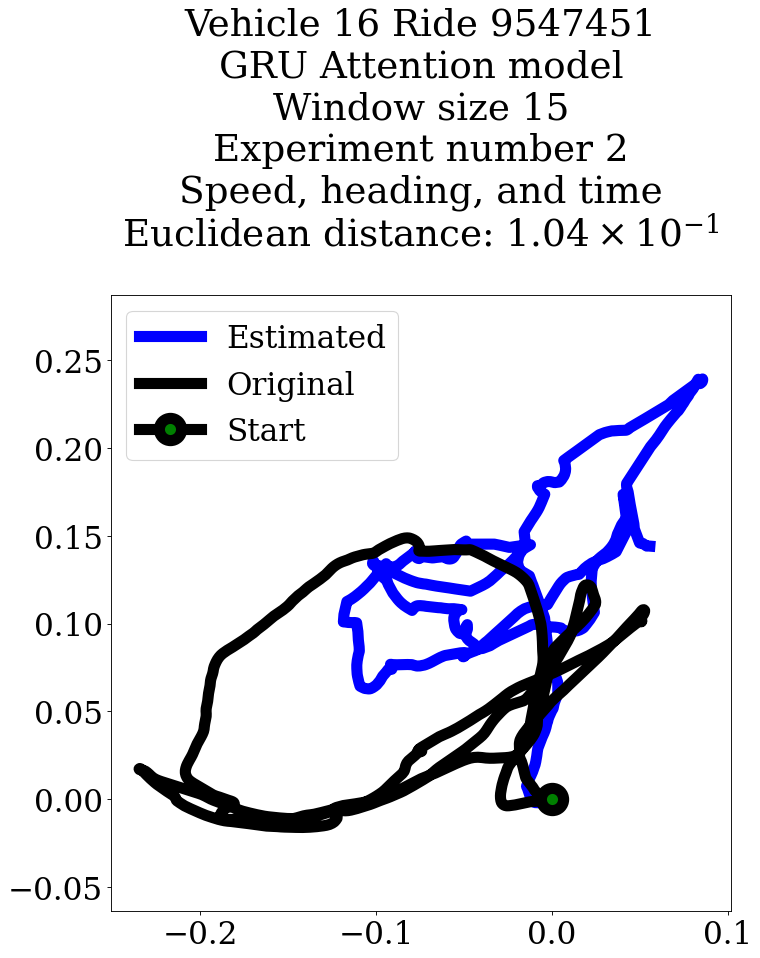 Vehicle 16 Ride 9547451
GRU Attention model
Window size 15
Experiment number 2
Speed, heading, and time
Euclidean distance: 1.04 × 10⁻¹
Estimated
Original
Start
0.25
0.20
0.15
0.10
0.05
0.00
−0.05
−0.2
−0.1
0.0
0.1